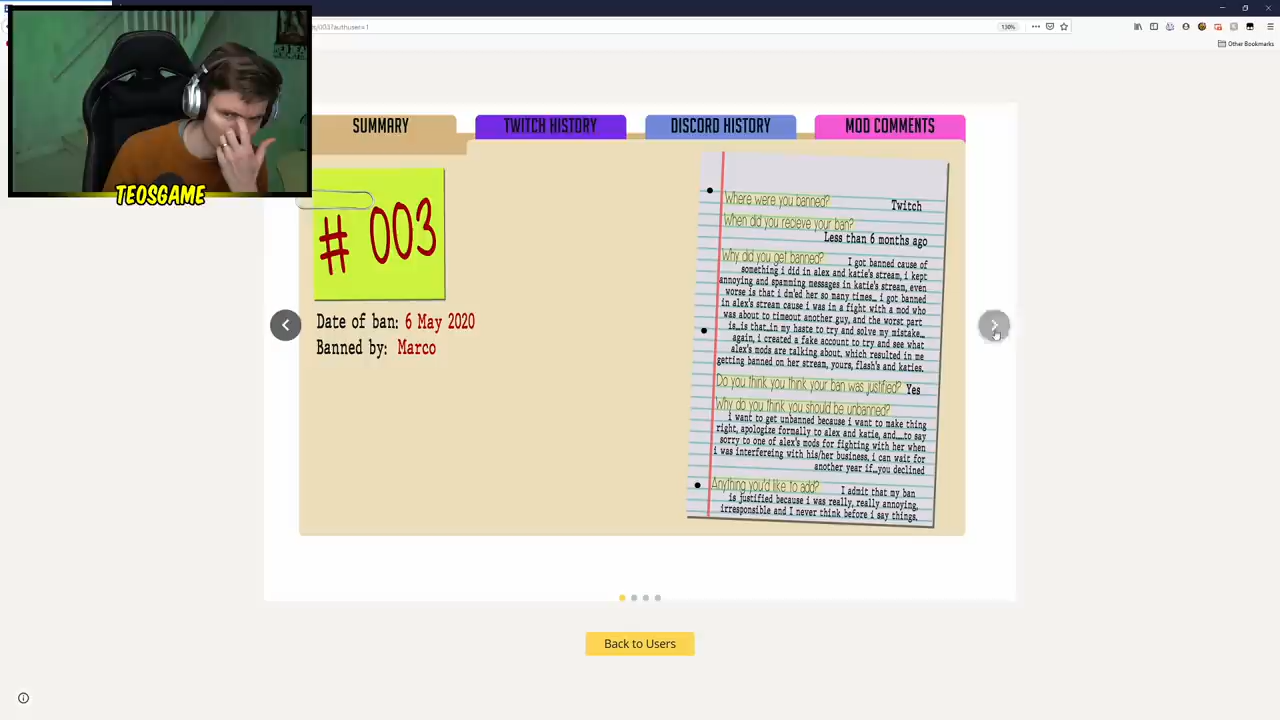 s/003?authuser=1
130%
Other Bookmarks
TEOSGAME
SUMMARY
TWITCH HISTORY
DISCORD HISTORY
MOD COMMENTS
# 003
Date of ban: 6 May 2020
Banned by: Marco
Where were you banned? Twitch
When did you recieve your ban?
Less than 6 months ago
Why did you get banned? I got banned cause of
something i did in alex and katie's stream, i kept
annoying and spamming messages in katie's stream, even
worse is that i dm'ed her so many times... i got banned
in alex's stream cause i was in a fight with a mod who
was about to timeout another guy, and the worst part
is...is that..in my haste to try and solve my mistake...
again, i created a fake account to try and see what
alex's mods are talking about, which resulted in me
getting banned on her stream, yours, flash's and katies.
Do you think you think your ban was justified? Yes
Why do you think you should be unbanned?
i want to get unbanned because i want to make thing
right, apologize formally to alex and katie, and....to say
sorry to one of alex's mods for fighting with her when
i was interfereing with his/her business, i can wait for
another year if...you declined
Anything you'd like to add? I admit that my ban
is justified because i was really, really annoying,
irresponsible and I never think before i say things.
Back to Users